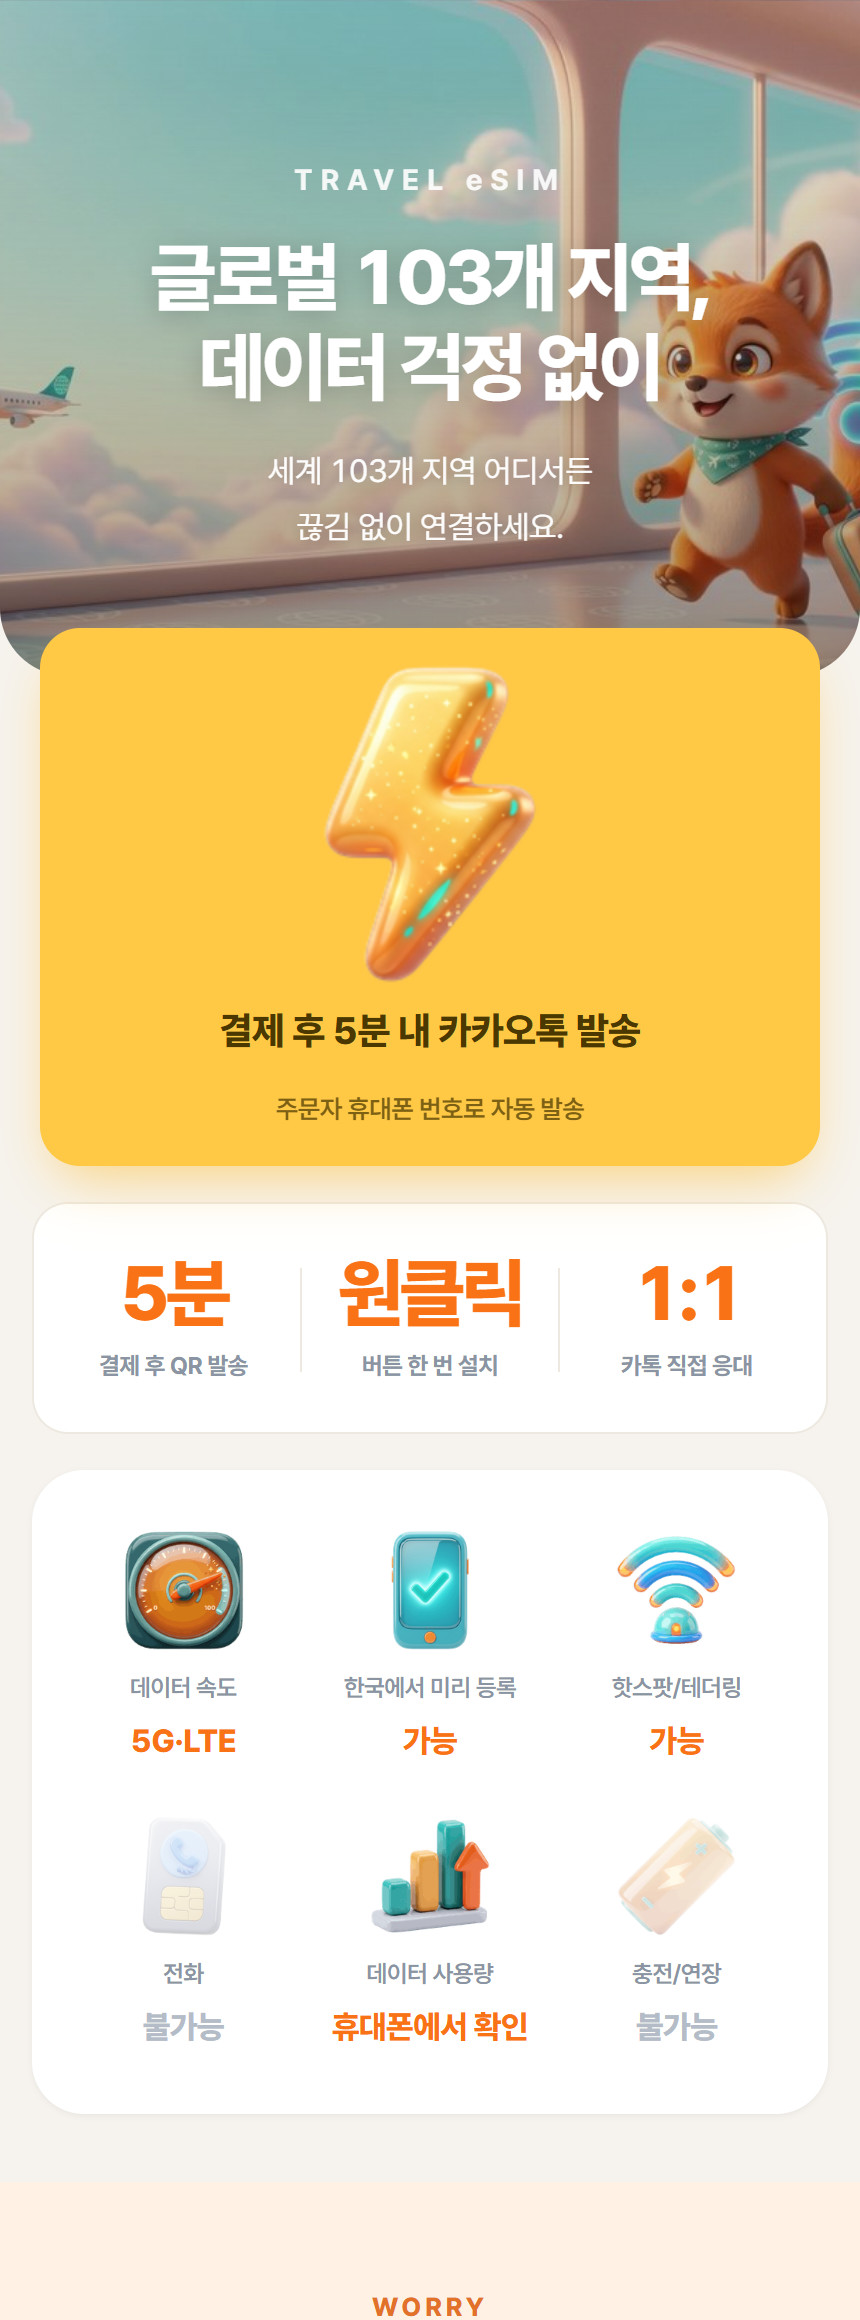 TRAVEL eSIM
글로벌 103개 지역,
데이터 걱정 없이
세계 103개 지역 어디서든
끊김 없이 연결하세요.
결제 후 5분 내 카카오톡 발송
주문자 휴대폰 번호로 자동 발송
5분
결제 후 QR 발송
원클릭
버튼 한 번 설치
1:1
카톡 직접 응대
0
100
데이터 속도
5G·LTE
한국에서 미리 등록
가능
핫스팟/테더링
가능
전화
불가능
데이터 사용량
휴대폰에서 확인
충전/연장
불가능
WORRY